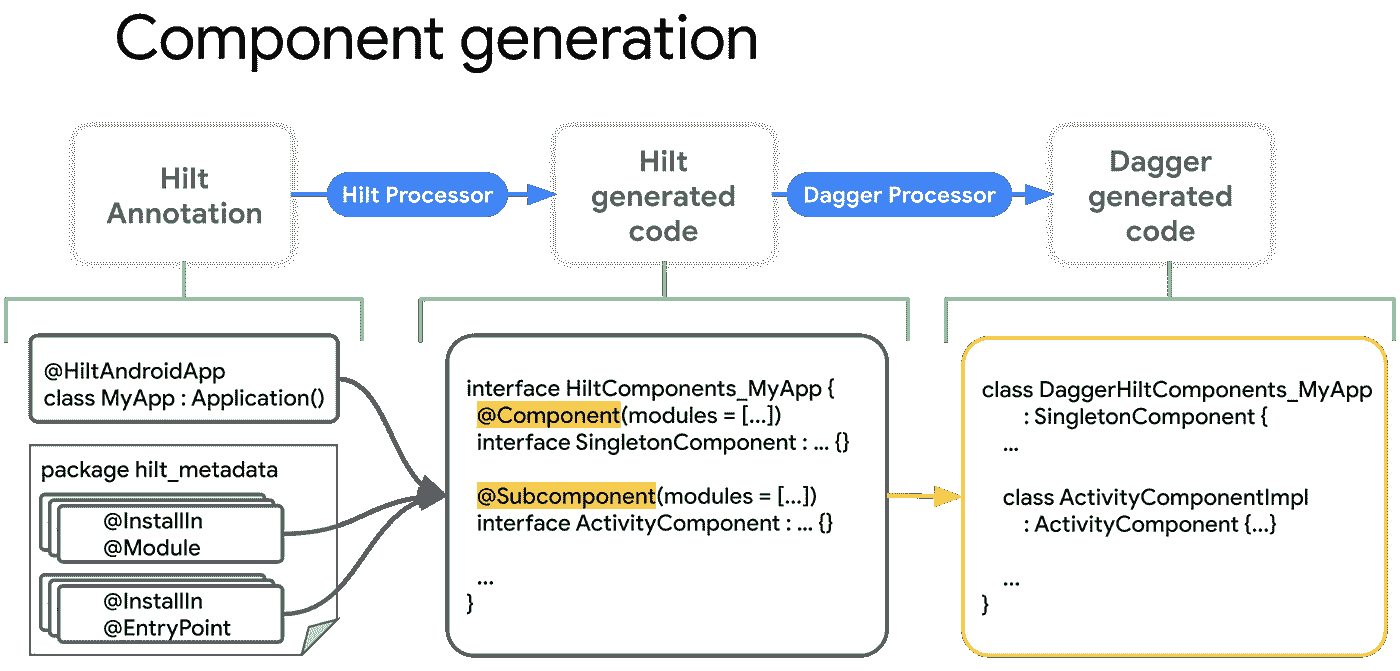 Component generation
Hilt
Annotation
Hilt Processor
Hilt
generated
code
Dagger Processor
Dagger
generated
code
@HiltAndroidApp
class MyApp : Application()
package hilt_metadata
@InstallIn
@Module
@InstallIn
@EntryPoint
interface HiltComponents_MyApp {
@Component(modules = [...])
interface SingletonComponent : ... {}
@Subcomponent(modules = [...])
interface ActivityComponent : ... {}
...
}
class DaggerHiltComponents_MyApp
: SingletonComponent {
...
class ActivityComponentImpl
: ActivityComponent {...}
...
}